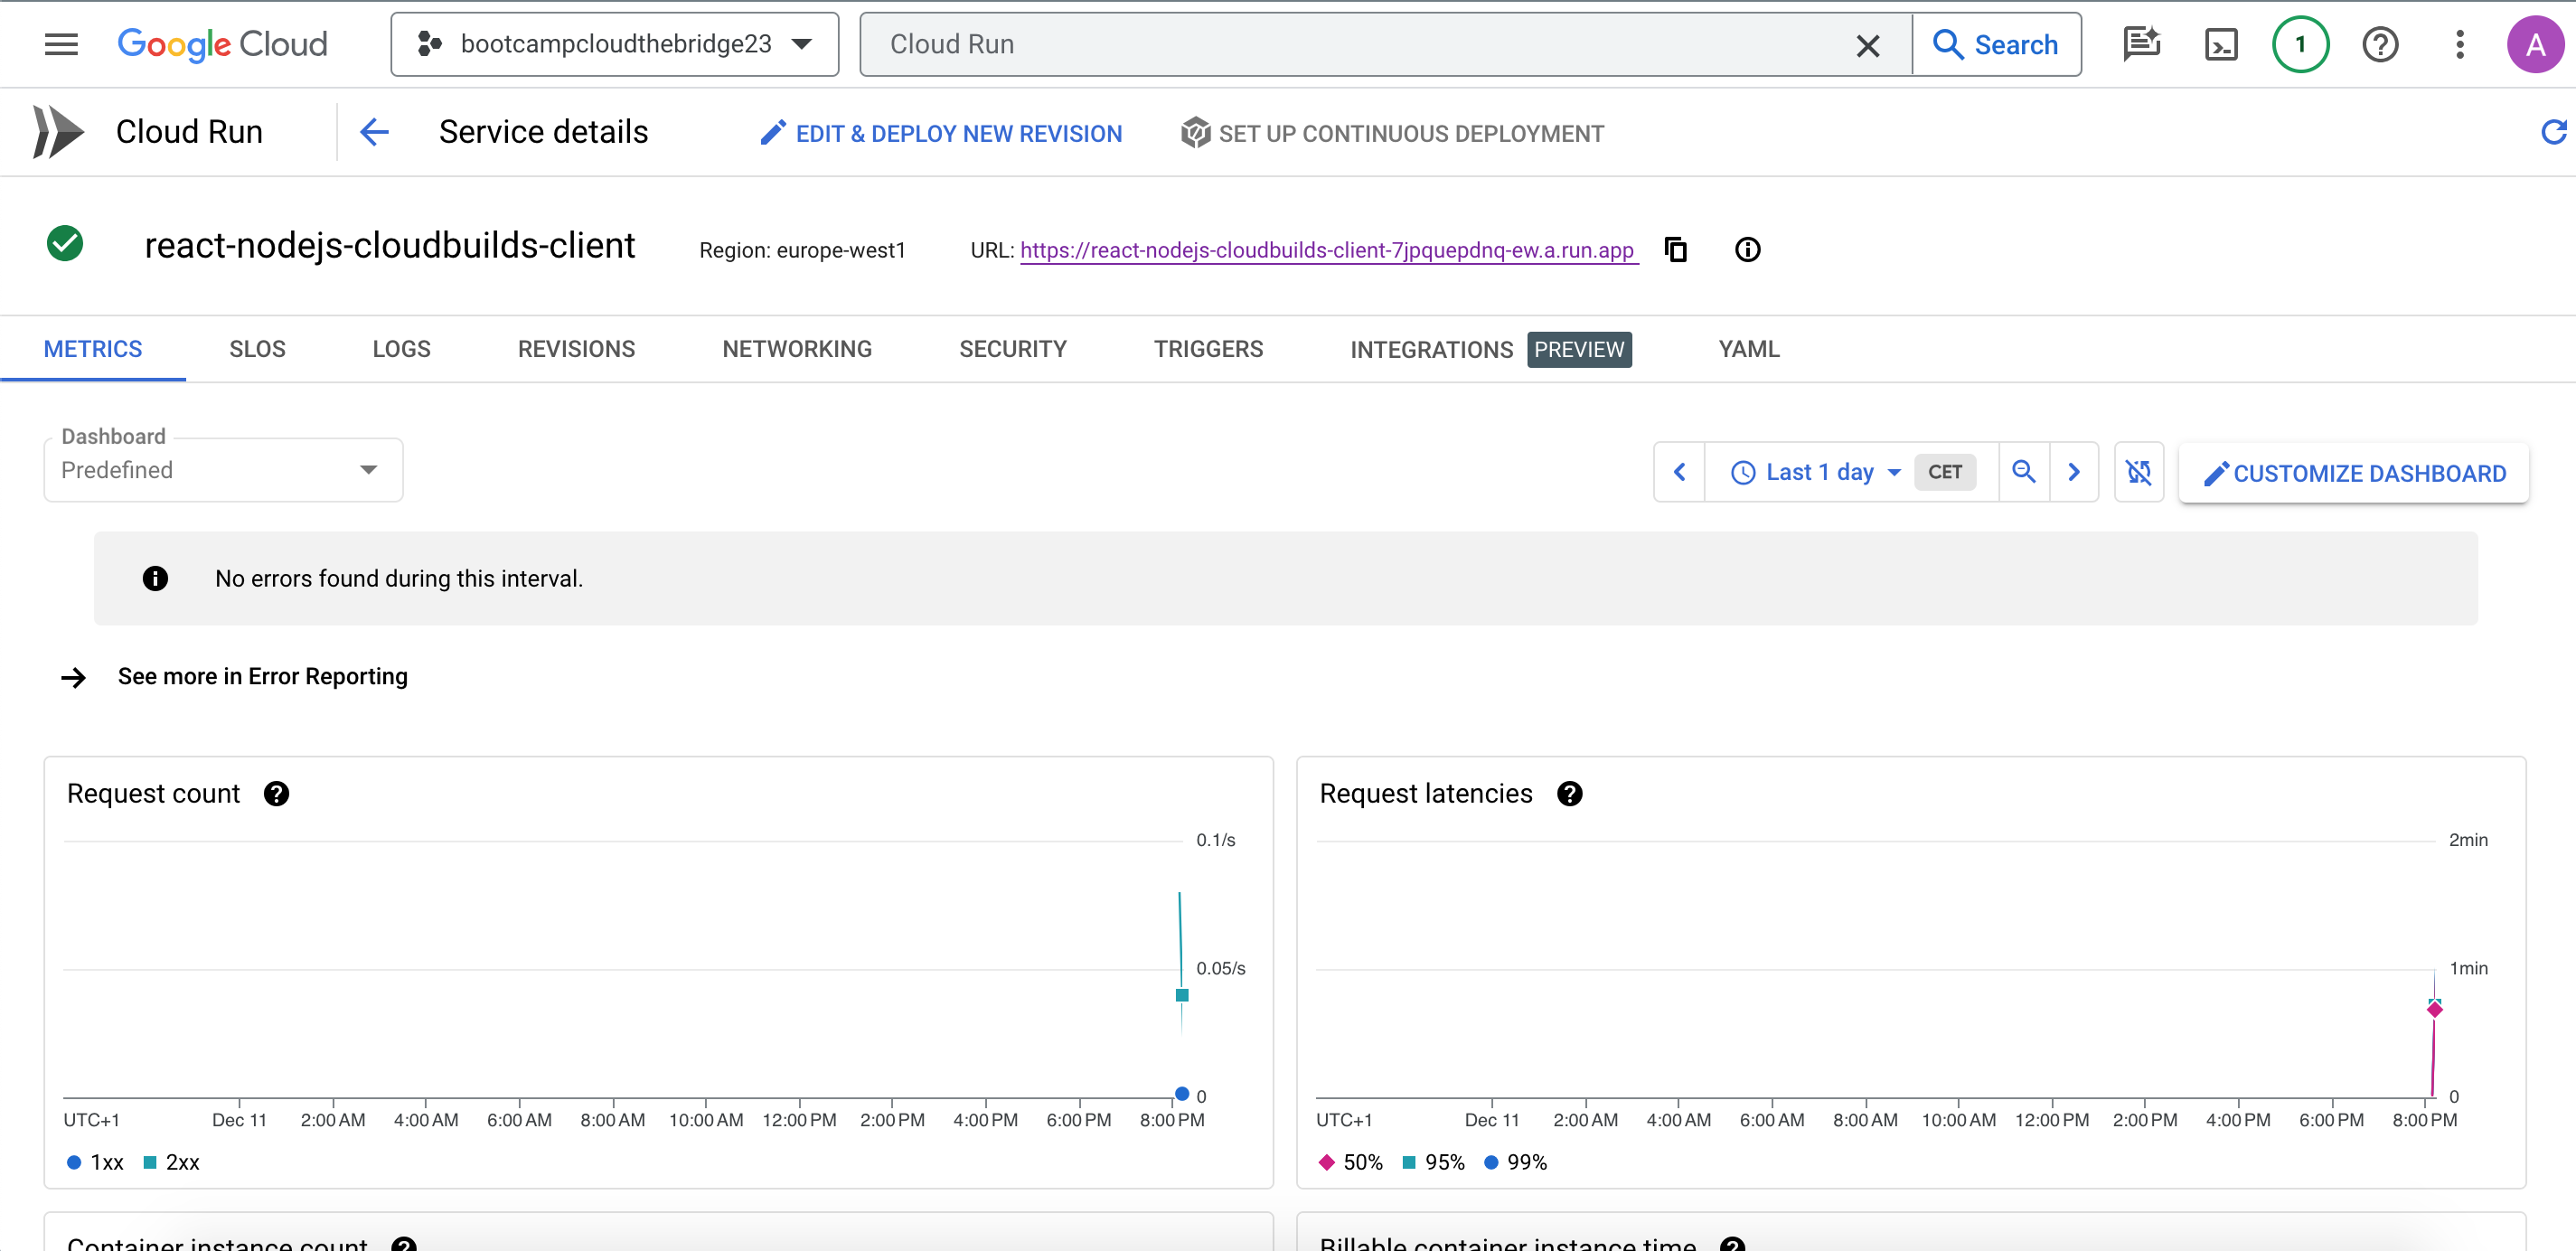 Google Cloud
bootcampcloudthebridge23
Cloud Run
Search
1
A
Cloud Run
Service details
EDIT & DEPLOY NEW REVISION
SET UP CONTINUOUS DEPLOYMENT
react-nodejs-cloudbuilds-client
Region: europe-west1
URL: https://react-nodejs-cloudbuilds-client-7jpquepdnq-ew.a.run.app
METRICS
SLOS
LOGS
REVISIONS
NETWORKING
SECURITY
TRIGGERS
INTEGRATIONS PREVIEW
YAML
Dashboard
Predefined
Last 1 day
CET
CUSTOMIZE DASHBOARD
No errors found during this interval.
See more in Error Reporting
Request count
0.1/s
0.05/s
0
UTC+1 Dec 11 2:00 AM 4:00 AM 6:00 AM 8:00 AM 10:00 AM 12:00 PM 2:00 PM 4:00 PM 6:00 PM 8:00 PM
1xx 2xx
Request latencies
2min
1min
0
UTC+1 Dec 11 2:00 AM 4:00 AM 6:00 AM 8:00 AM 10:00 AM 12:00 PM 2:00 PM 4:00 PM 6:00 PM 8:00 PM
50% 95% 99%
Container instance count
Billable container instance time